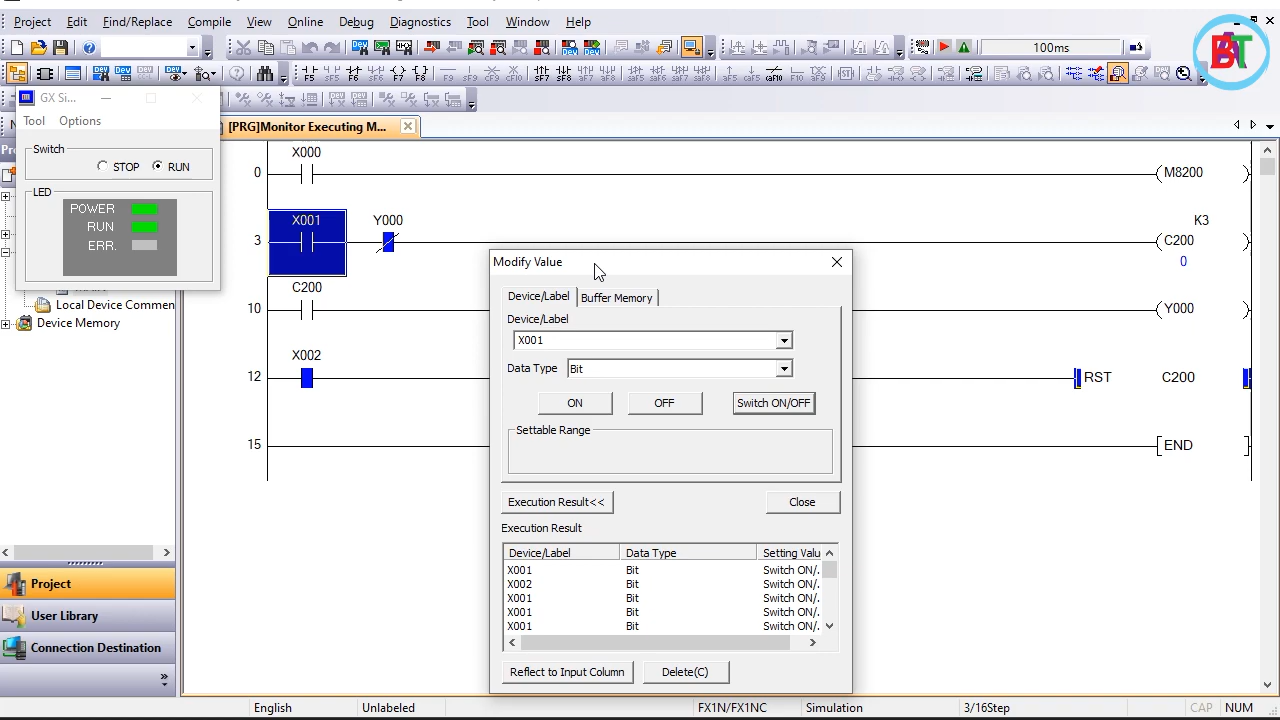 Project Edit Find/Replace Compile View Online Debug Diagnostics Tool Window Help
100ms
BAT
GX Si...
Tool Options
Switch
STOP RUN
LED
POWER
RUN
ERR.
Local Device Commen
Device Memory
Project
User Library
Connection Destination
[PRG]Monitor Executing M...
X000
0 M8200
X001 Y000 K3
3 C200
0
C200
10 Y000
X002
12 RST C200
15 END
Modify Value
Device/Label Buffer Memory
Device/Label
X001
Data Type Bit
ON OFF Switch ON/OFF
Settable Range
Execution Result<< Close
Execution Result
Device/Label Data Type Setting Valu
X001 Bit Switch ON/.
X002 Bit Switch ON/.
X001 Bit Switch ON/.
X001 Bit Switch ON/.
X001 Bit Switch ON/.
Reflect to Input Column Delete(C)
English Unlabeled FX1N/FX1NC Simulation 3/16Step CAP NUM